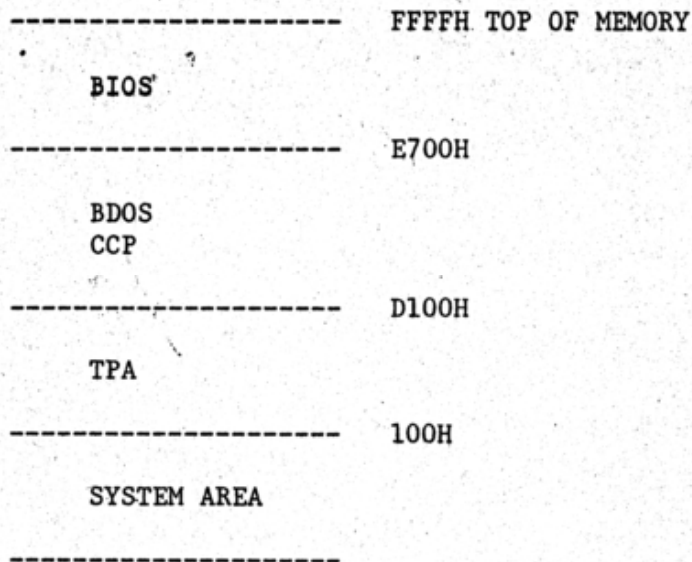 --------------------- FFFFH TOP OF MEMORY
BIOS
--------------------- E700H
BDOS
CCP
--------------------- D100H
TPA
--------------------- 100H
SYSTEM AREA
---------------------